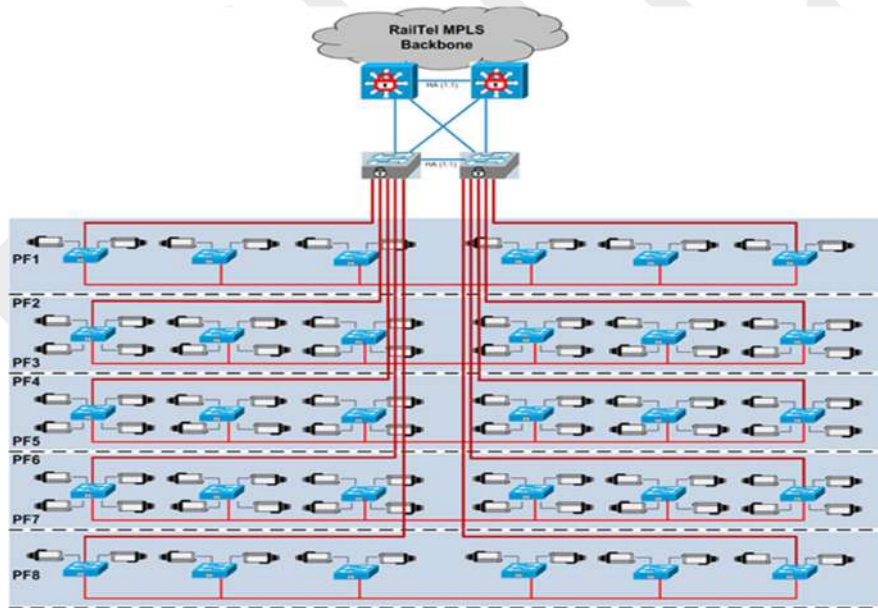 RailTel MPLS
Backbone
HA (1:1)
HA (1:1)
PF1
PF2
PF3
PF4
PF5
PF6
PF7
PF8